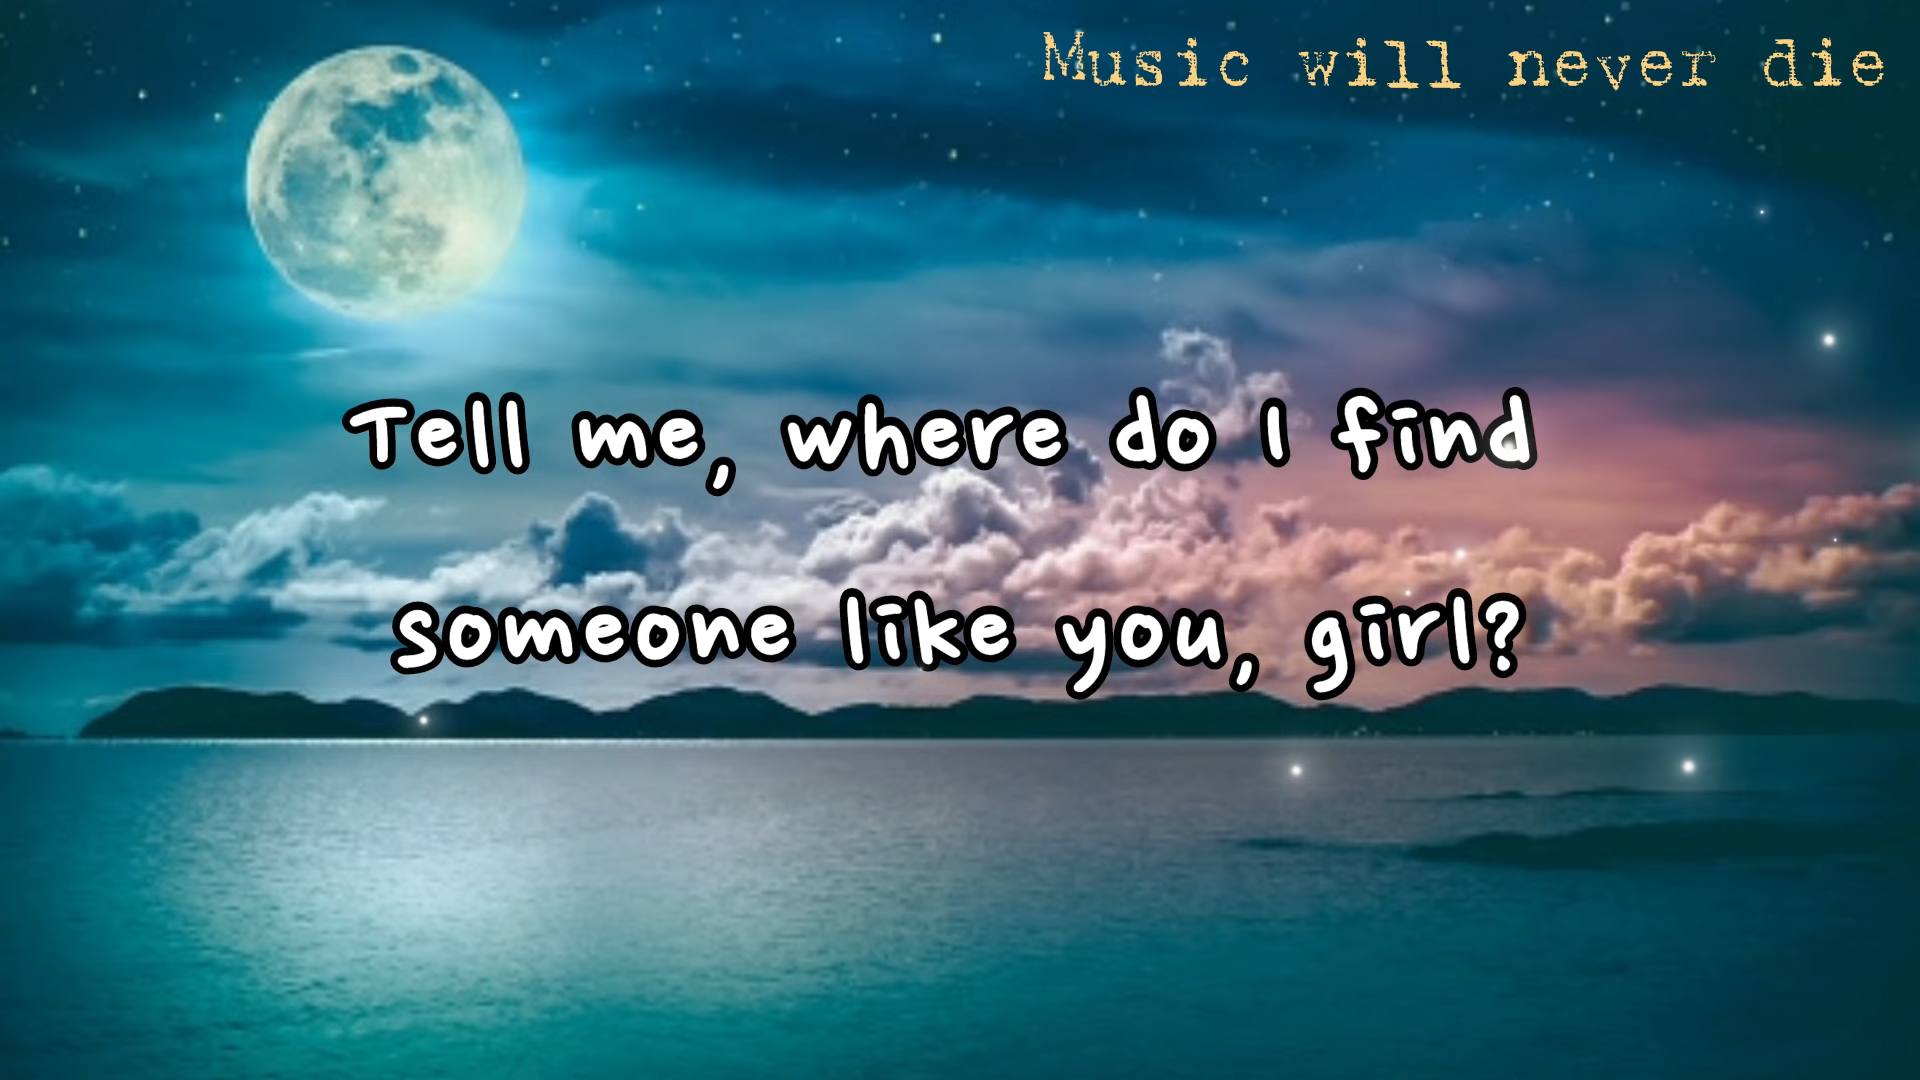 Music will never die
Tell me, where do I find
someone like you, girl?